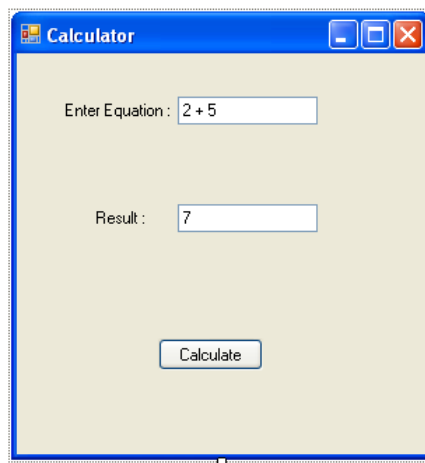 Calculator
Enter Equation : 2 + 5
Result : 7
Calculate